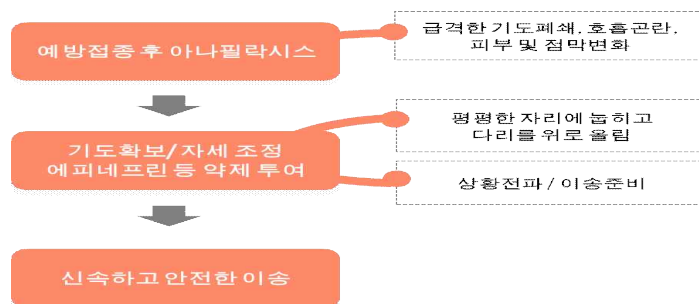 예방접종 후 아나필락시스
급격한 기도폐쇄, 호흡곤란,
피부 및 점막변화
기도확보/자세 조정
에피네프린 등 약제 투여
평평한 자리에 눕히고
다리를 위로 올림
상황전파 / 이송준비
신속하고 안전한 이송